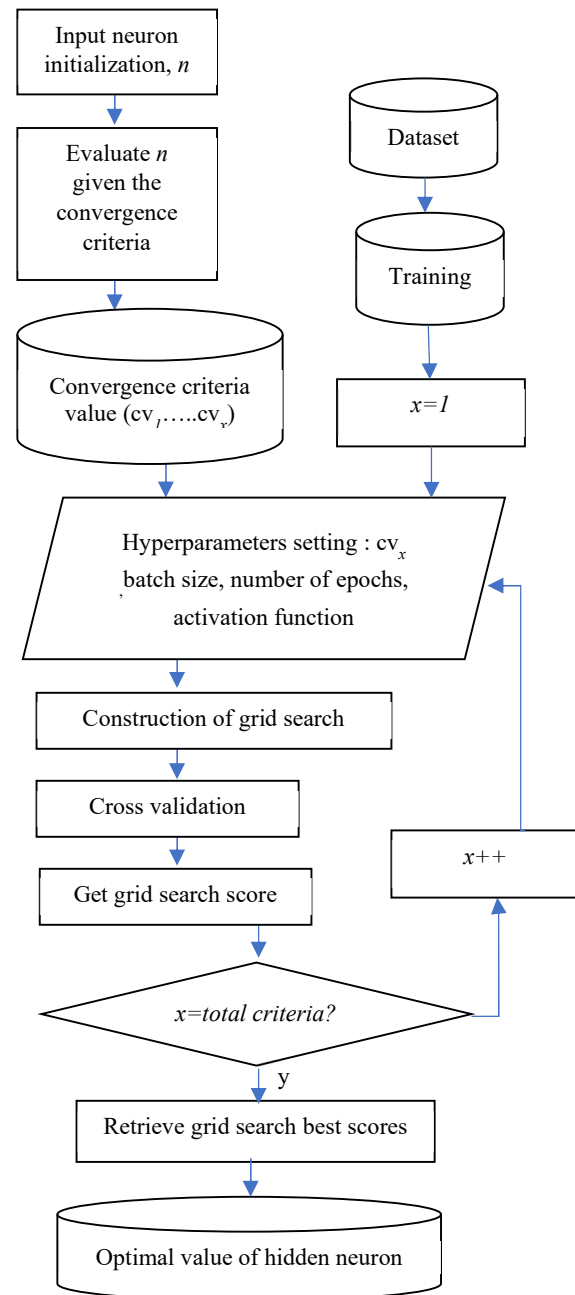 Input neuron
initialization, n
Evaluate n
given the
convergence
criteria
Convergence criteria
value (cv1…..cvx)
Dataset
Training
x=1
Hyperparameters setting : cvx
, batch size, number of epochs,
activation function
Construction of grid search
Cross validation
Get grid search score
x++
x=total criteria?
y
Retrieve grid search best scores
Optimal value of hidden neuron